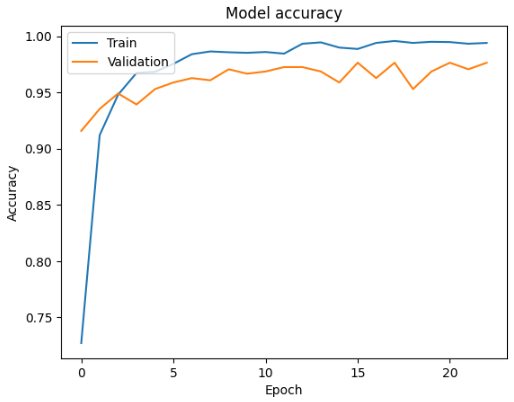 Model accuracy
Train
Validation
1.00
0.95
0.90
0.85
0.80
0.75
Accuracy
0 5 10 15 20
Epoch